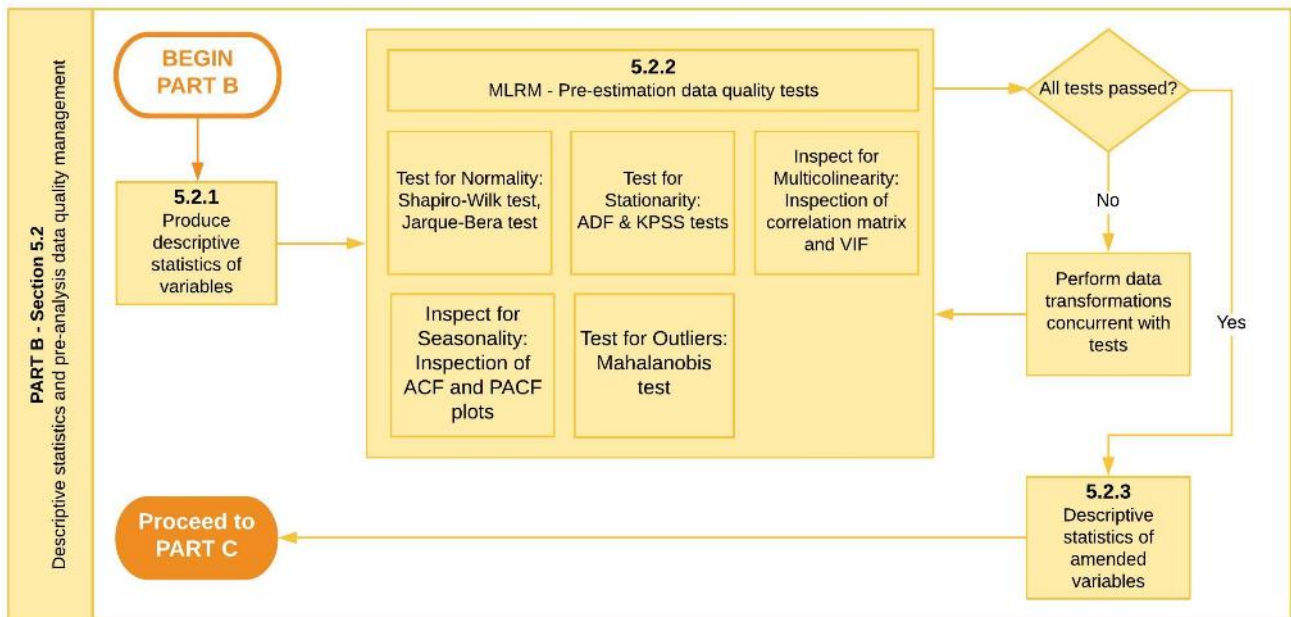 PART B - Section 5.2
Descriptive statistics and pre-analysis data quality management
BEGIN
PART B
5.2.1
Produce
descriptive
statistics of
variables
5.2.2
MLRM - Pre-estimation data quality tests
Test for Normality:
Shapiro-Wilk test,
Jarque-Bera test
Test for
Stationarity:
ADF & KPSS tests
Inspect for
Multicolinearity:
Inspection of
correlation matrix
and VIF
Inspect for
Seasonality:
Inspection of
ACF and PACF
plots
Test for Outliers:
Mahalanobis
test
All tests passed?
No
Yes
Perform data
transformations
concurrent with
tests
5.2.3
Descriptive
statistics of
amended
variables
Proceed to
PART C